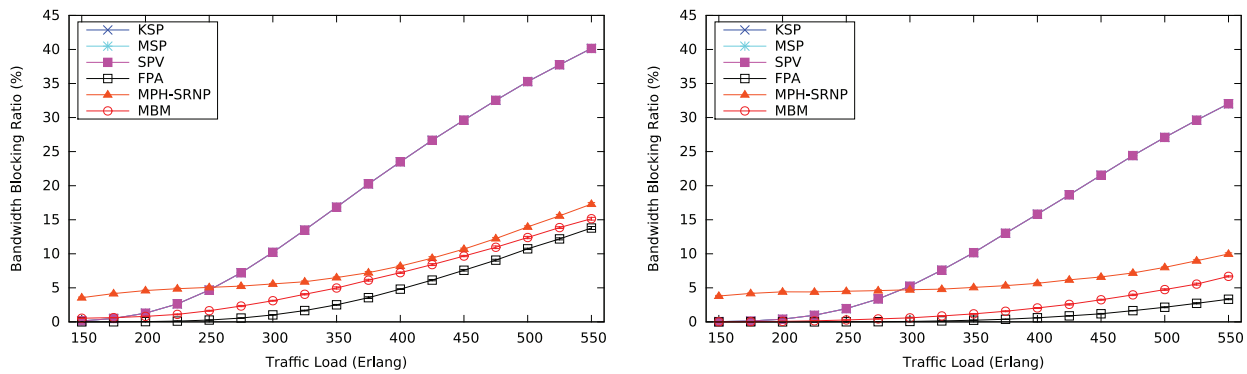 Bandwidth Blocking Ratio (%)
45
40
35
30
25
20
15
10
5
0
KSP
MSP
SPV
FPA
MPH-SRNP
MBM
150 200 250 300 350 400 450 500 550
Traffic Load (Erlang)
Bandwidth Blocking Ratio (%)
45
40
35
30
25
20
15
10
5
0
KSP
MSP
SPV
FPA
MPH-SRNP
MBM
150 200 250 300 350 400 450 500 550
Traffic Load (Erlang)